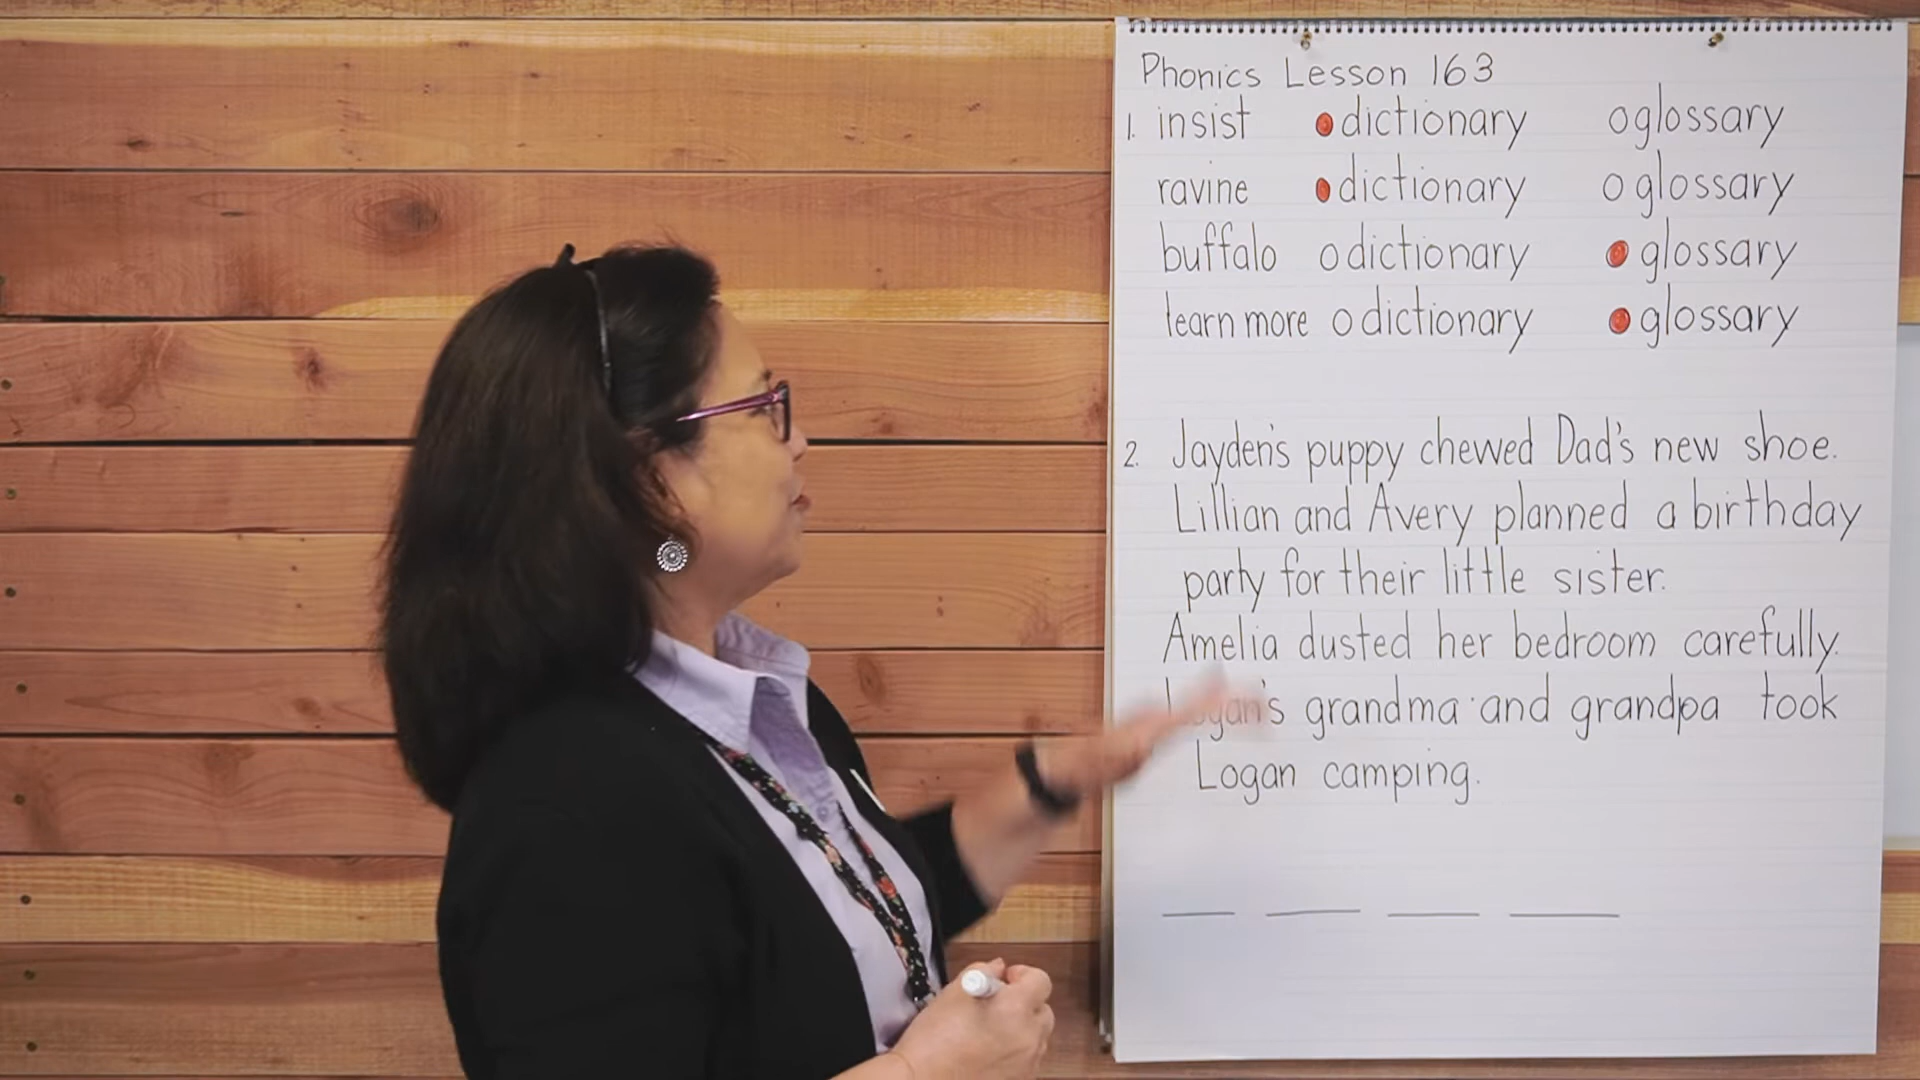 Phonics Lesson 163
1. insist dictionary o glossary
ravine dictionary o glossary
buffalo o dictionary glossary
learn more o dictionary glossary
2. Jayden's puppy chewed Dad's new shoe.
Lillian and Avery planned a birthday
party for their little sister.
Amelia dusted her bedroom carefully.
Logan's grandma and grandpa took
Logan camping.